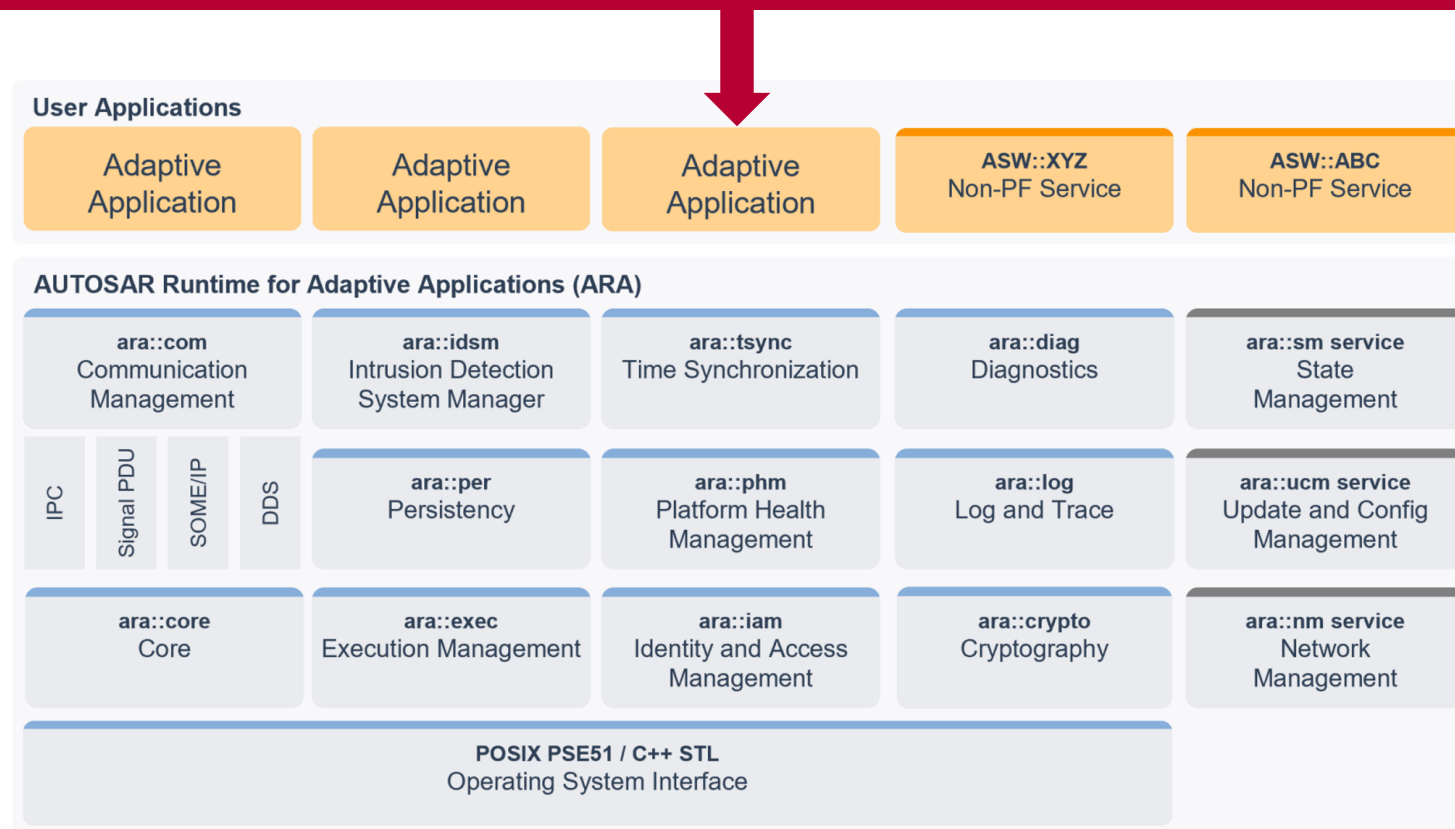 User Applications
Adaptive
Application
Adaptive
Application
Adaptive
Application
ASW::XYZ
Non-PF Service
ASW::ABC
Non-PF Service
AUTOSAR Runtime for Adaptive Applications (ARA)
ara::com
Communication
Management
ara::idsm
Intrusion Detection
System Manager
ara::tsync
Time Synchronization
ara::diag
Diagnostics
ara::sm service
State
Management
IPC
Signal PDU
SOME/IP
DDS
ara::per
Persistency
ara::phm
Platform Health
Management
ara::log
Log and Trace
ara::ucm service
Update and Config
Management
ara::core
Core
ara::exec
Execution Management
ara::iam
Identity and Access
Management
ara::crypto
Cryptography
ara::nm service
Network
Management
POSIX PSE51 / C++ STL
Operating System Interface